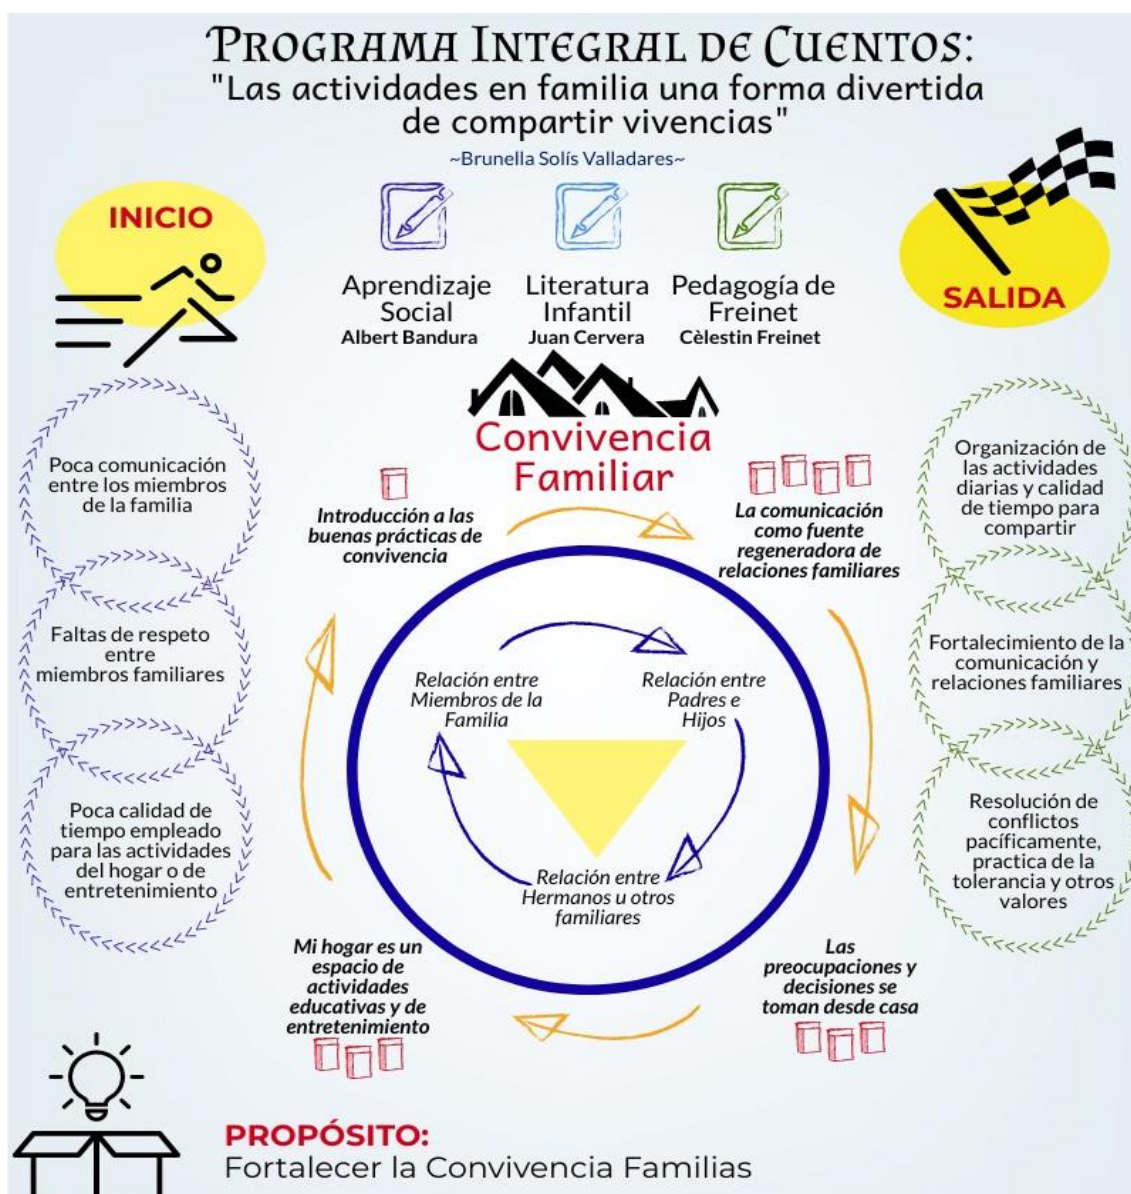 PROGRAMA INTEGRAL DE CUENTOS:
"Las actividades en familia una forma divertida
de compartir vivencias"
~Brunella Solís Valladares~
INICIO
SALIDA
Aprendizaje
Social
Albert Bandura
Literatura
Infantil
Juan Cervera
Pedagogía de
Freinet
Cèlestin Freinet
Convivencia
Familiar
Poca comunicación
entre los miembros
de la familia
Faltas de respeto
entre
miembros familiares
Poca calidad de
tiempo empleado
para las actividades
del hogar o de
entretenimiento
Introducción a las
buenas prácticas de
convivencia
La comunicación
como fuente
regeneradora de
relaciones familiares
Relación entre
Miembros de la
Familia
Relación entre
Padres e
Hijos
Relación entre
Hermanos u otros
familiares
Mi hogar es un
espacio de
actividades
educativas y de
entretenimiento
Las
preocupaciones y
decisiones se
toman desde casa
Organización de
las actividades
diarias y calidad
de tiempo para
compartir
Fortalecimiento de la
comunicación y
relaciones familiares
Resolución de
conflictos
pacíficamente,
practica de la
tolerancia y otros
valores
PROPÓSITO:
Fortalecer la Convivencia Familias